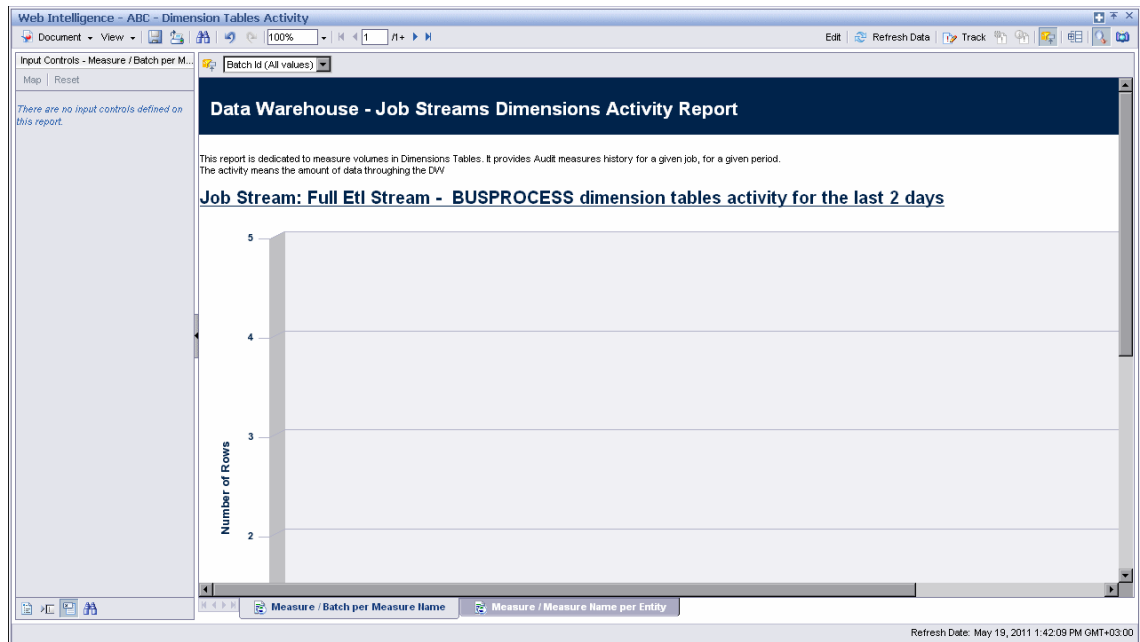 Web Intelligence - ABC - Dimension Tables Activity
Document View 100% 1 /1+ Edit Refresh Data Track
Input Controls - Measure / Batch per M...
Map Reset
There are no input controls defined on
this report.
Batch Id (All values)
Data Warehouse - Job Streams Dimensions Activity Report
This report is dedicated to measure volumes in Dimensions Tables. It provides Audit measures history for a given job, for a given period.
The activity means the amount of data throughing the DW
Job Stream: Full Etl Stream - BUSPROCESS dimension tables activity for the last 2 days
5
4
3
2
Number of Rows
Measure / Batch per Measure Name Measure / Measure Name per Entity
Refresh Date: May 19, 2011 1:42:09 PM GMT+03:00